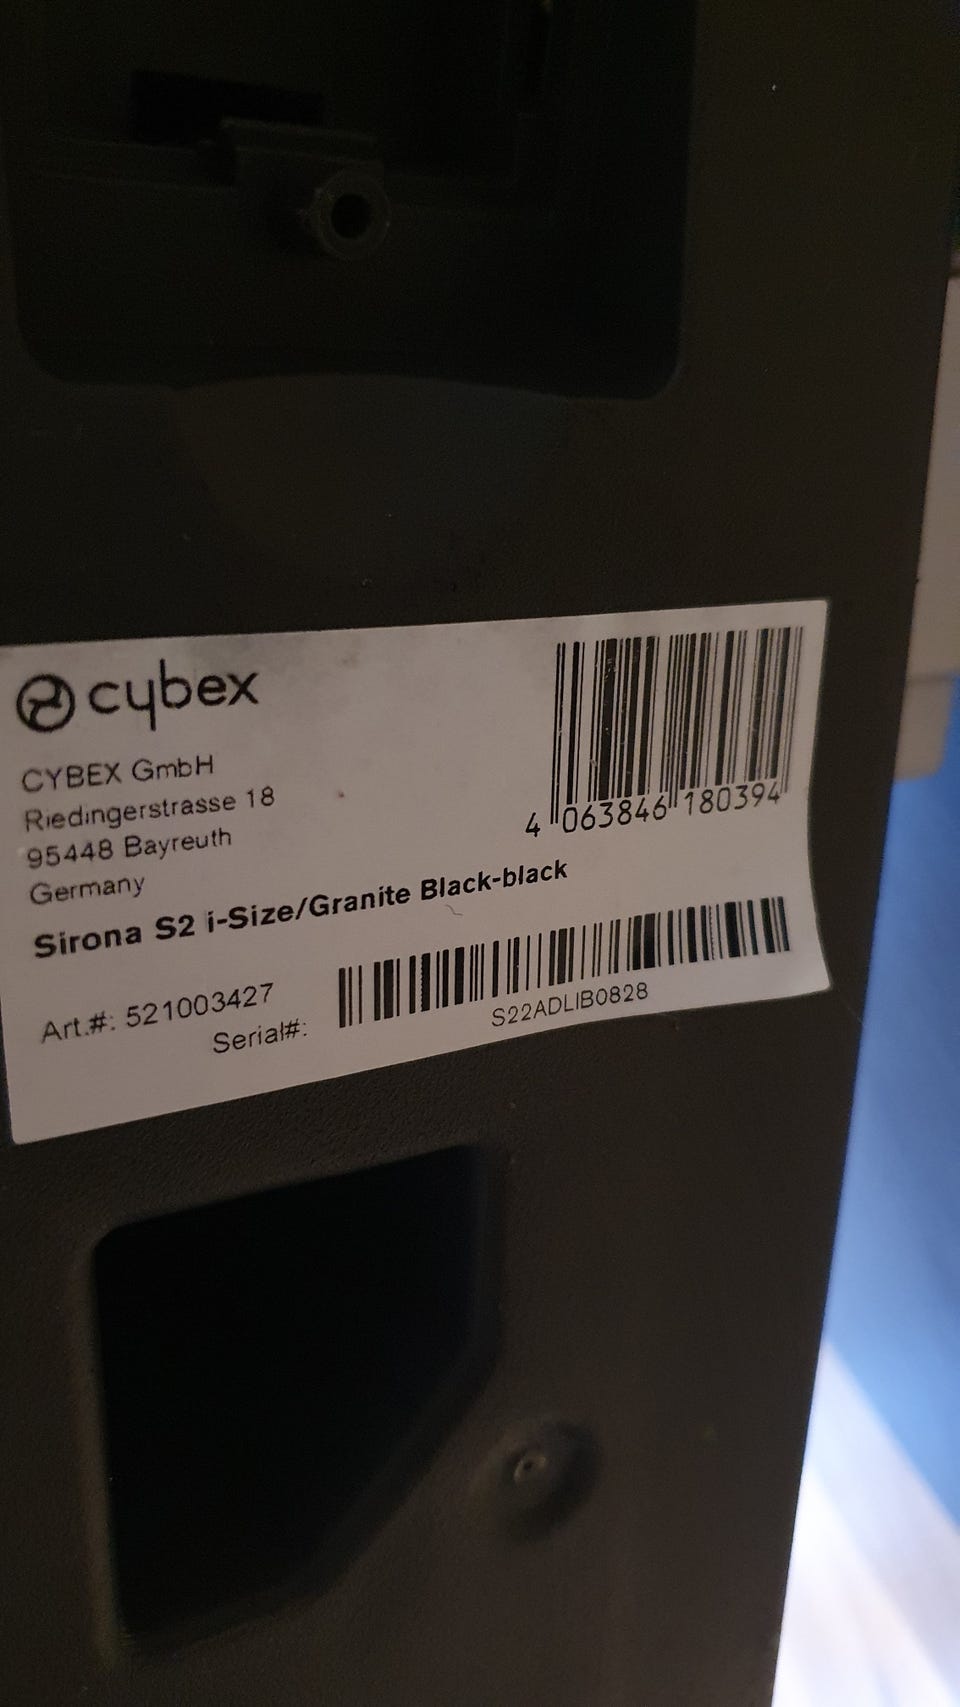 cybex
CYBEX GmbH
Riedingerstrasse 18
95448 Bayreuth
Germany
4 063846 180394
Sirona S2 i-Size/Granite Black-black
Art.#: 521003427
Serial#:
S22ADLIB0828